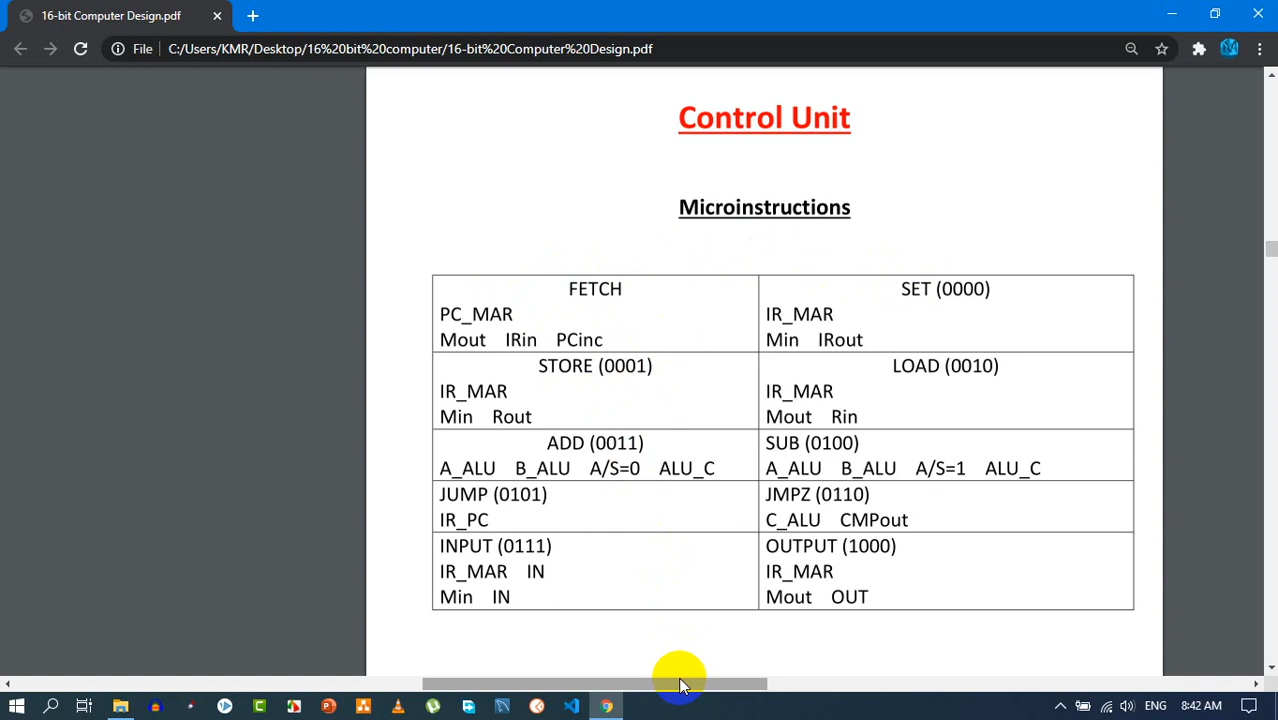 16-bit Computer Design.pdf
File C:/Users/KMR/Desktop/16%20bit%20computer/16-bit%20Computer%20Design.pdf
Control Unit
Microinstructions
FETCH
PC_MAR
Mout IRin PCinc
SET (0000)
IR_MAR
Min IRout
STORE (0001)
IR_MAR
Min Rout
LOAD (0010)
IR_MAR
Mout Rin
ADD (0011)
A_ALU B_ALU A/S=0 ALU_C
SUB (0100)
A_ALU B_ALU A/S=1 ALU_C
JUMP (0101)
IR_PC
JMPZ (0110)
C_ALU CMPout
INPUT (0111)
IR_MAR IN
Min IN
OUTPUT (1000)
IR_MAR
Mout OUT
ENG 8:42 AM